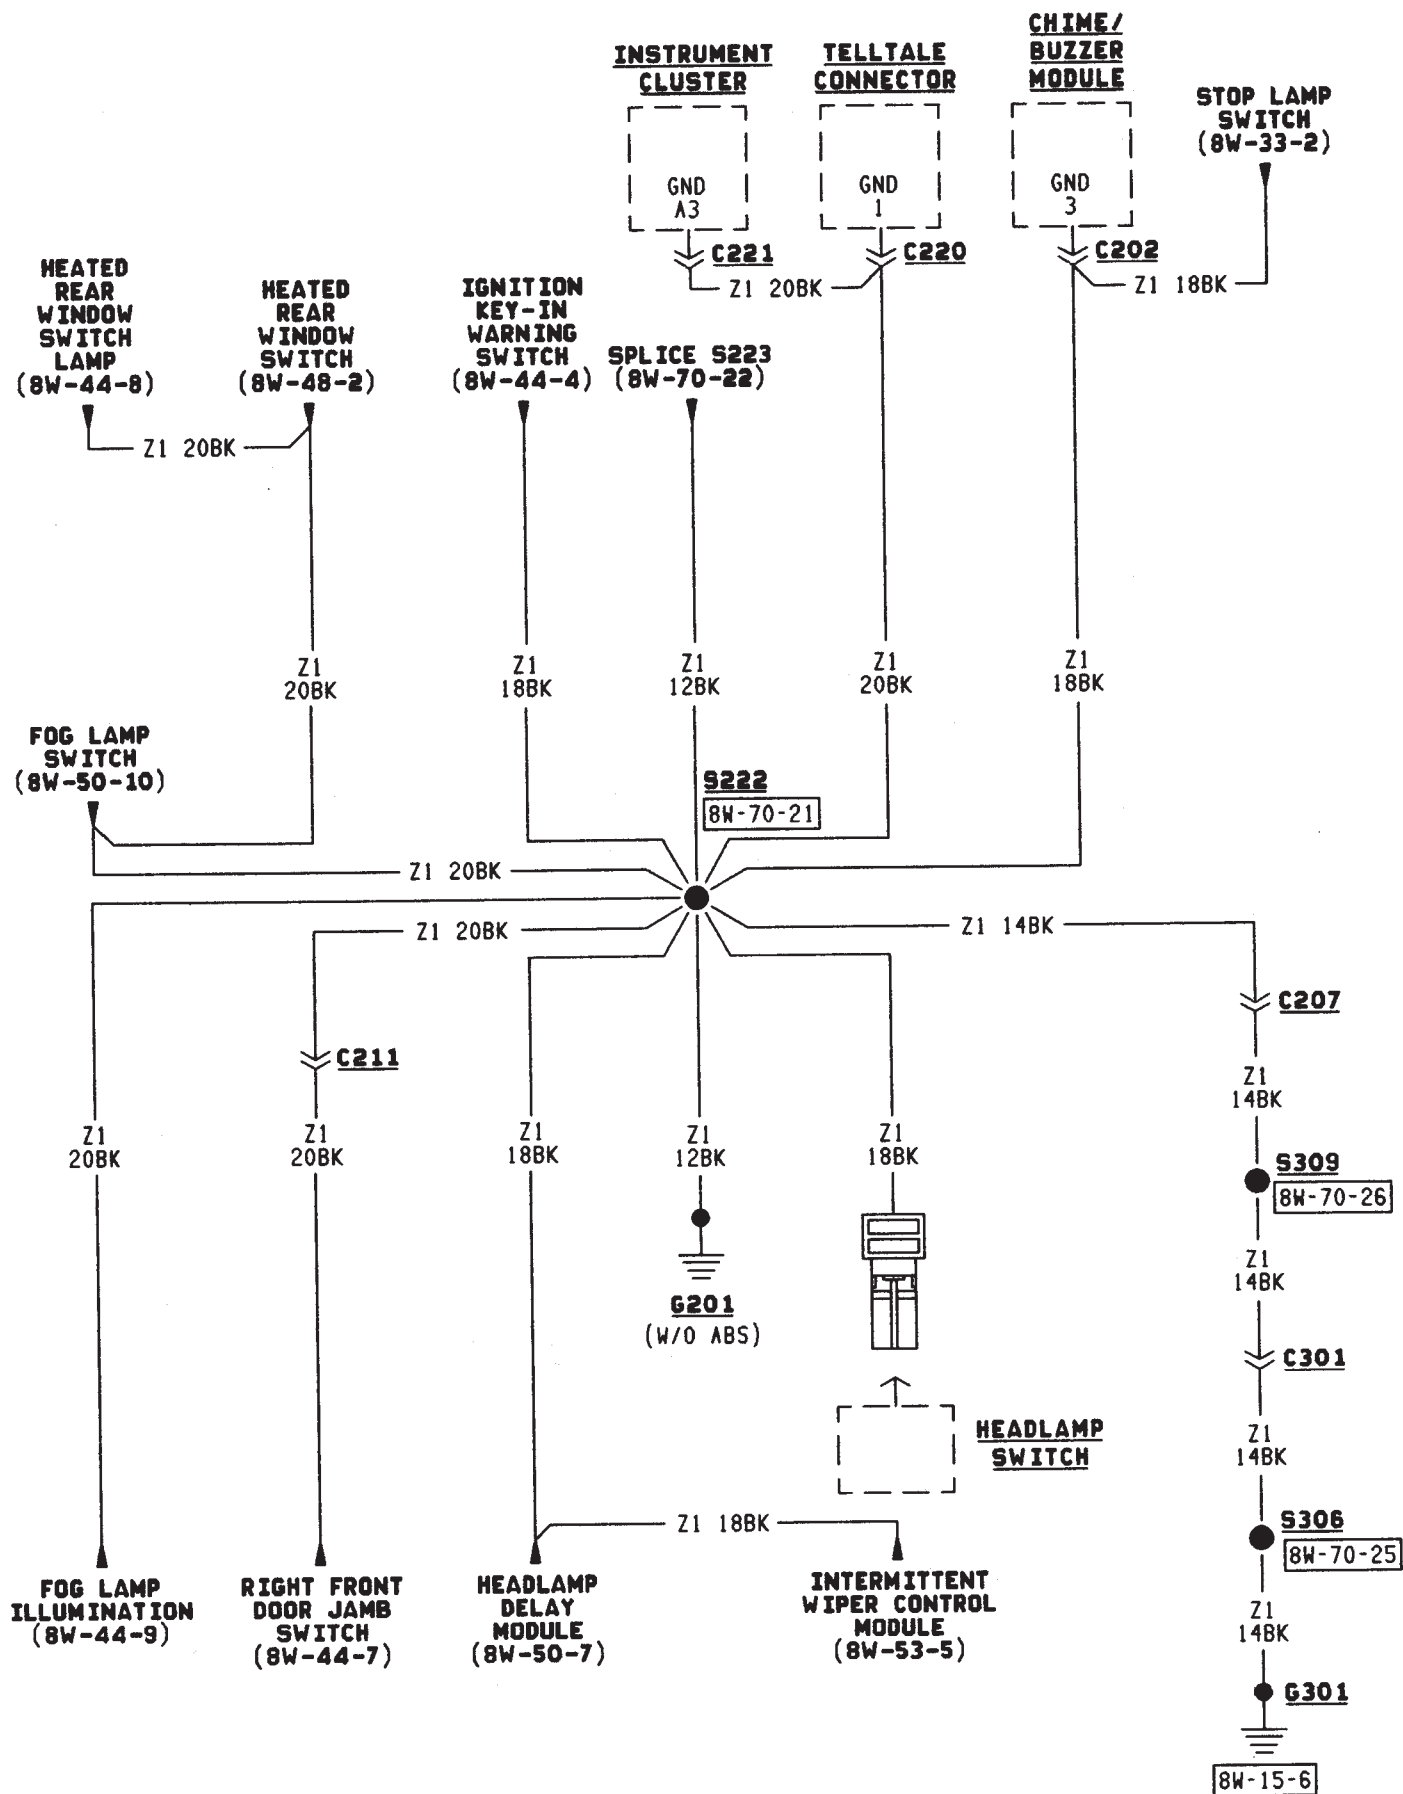 INSTRUMENT
CLUSTER
TELLTALE
CONNECTOR
CHIME/
BUZZER
MODULE
STOP LAMP
SWITCH
(8W-33-2)
GND
A3
GND
1
GND
3
C221
C220
C202
Z1 20BK
Z1 18BK
HEATED
REAR
WINDOW
SWITCH
LAMP
(8W-44-8)
HEATED
REAR
WINDOW
SWITCH
(8W-48-2)
IGNITION
KEY-IN
WARNING
SWITCH
(8W-44-4)
SPLICE S223
(8W-70-22)
Z1 20BK
Z1
20BK
Z1
18BK
Z1
12BK
Z1
20BK
Z1
18BK
FOG LAMP
SWITCH
(8W-50-10)
S222
8W-70-21
Z1 20BK
Z1 20BK
Z1 14BK
C207
C211
Z1
14BK
Z1
20BK
Z1
20BK
Z1
18BK
Z1
12BK
Z1
18BK
S309
8W-70-26
Z1
14BK
G201
(W/O ABS)
C301
HEADLAMP
SWITCH
Z1
14BK
Z1 18BK
S306
8W-70-25
FOG LAMP
ILLUMINATION
(8W-44-9)
RIGHT FRONT
DOOR JAMB
SWITCH
(8W-44-7)
HEADLAMP
DELAY
MODULE
(8W-50-7)
INTERMITTENT
WIPER CONTROL
MODULE
(8W-53-5)
Z1
14BK
G301
8W-15-6